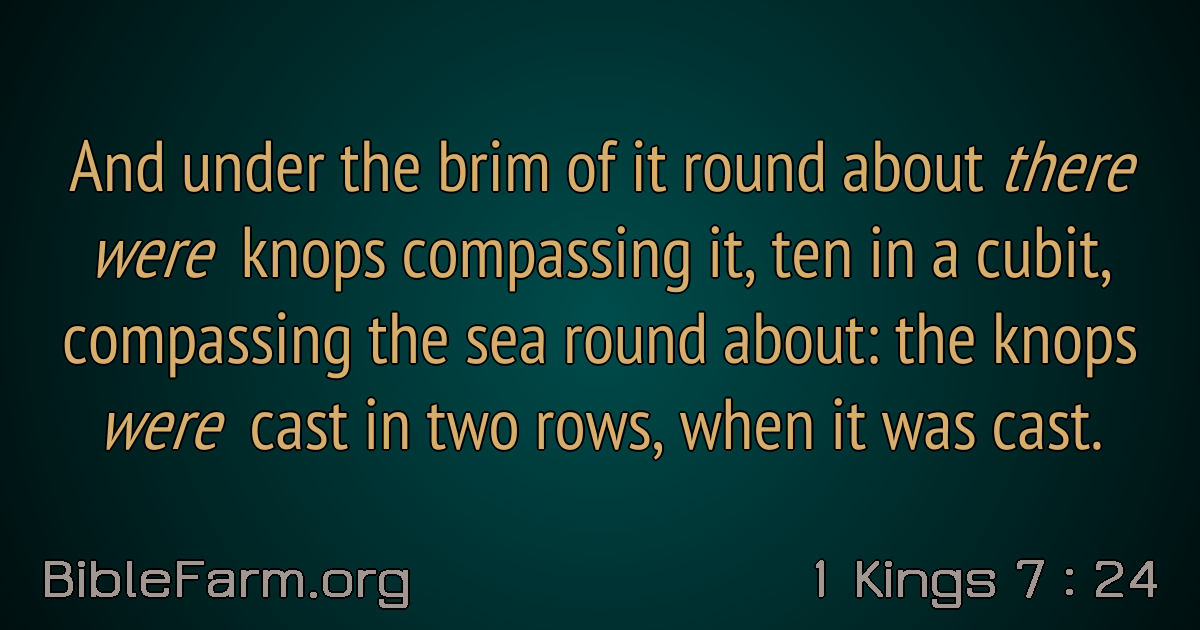 And under the brim of it round about there
were knops compassing it, ten in a cubit,
compassing the sea round about: the knops
were cast in two rows, when it was cast.
BibleFarm.org
1 Kings 7 : 24